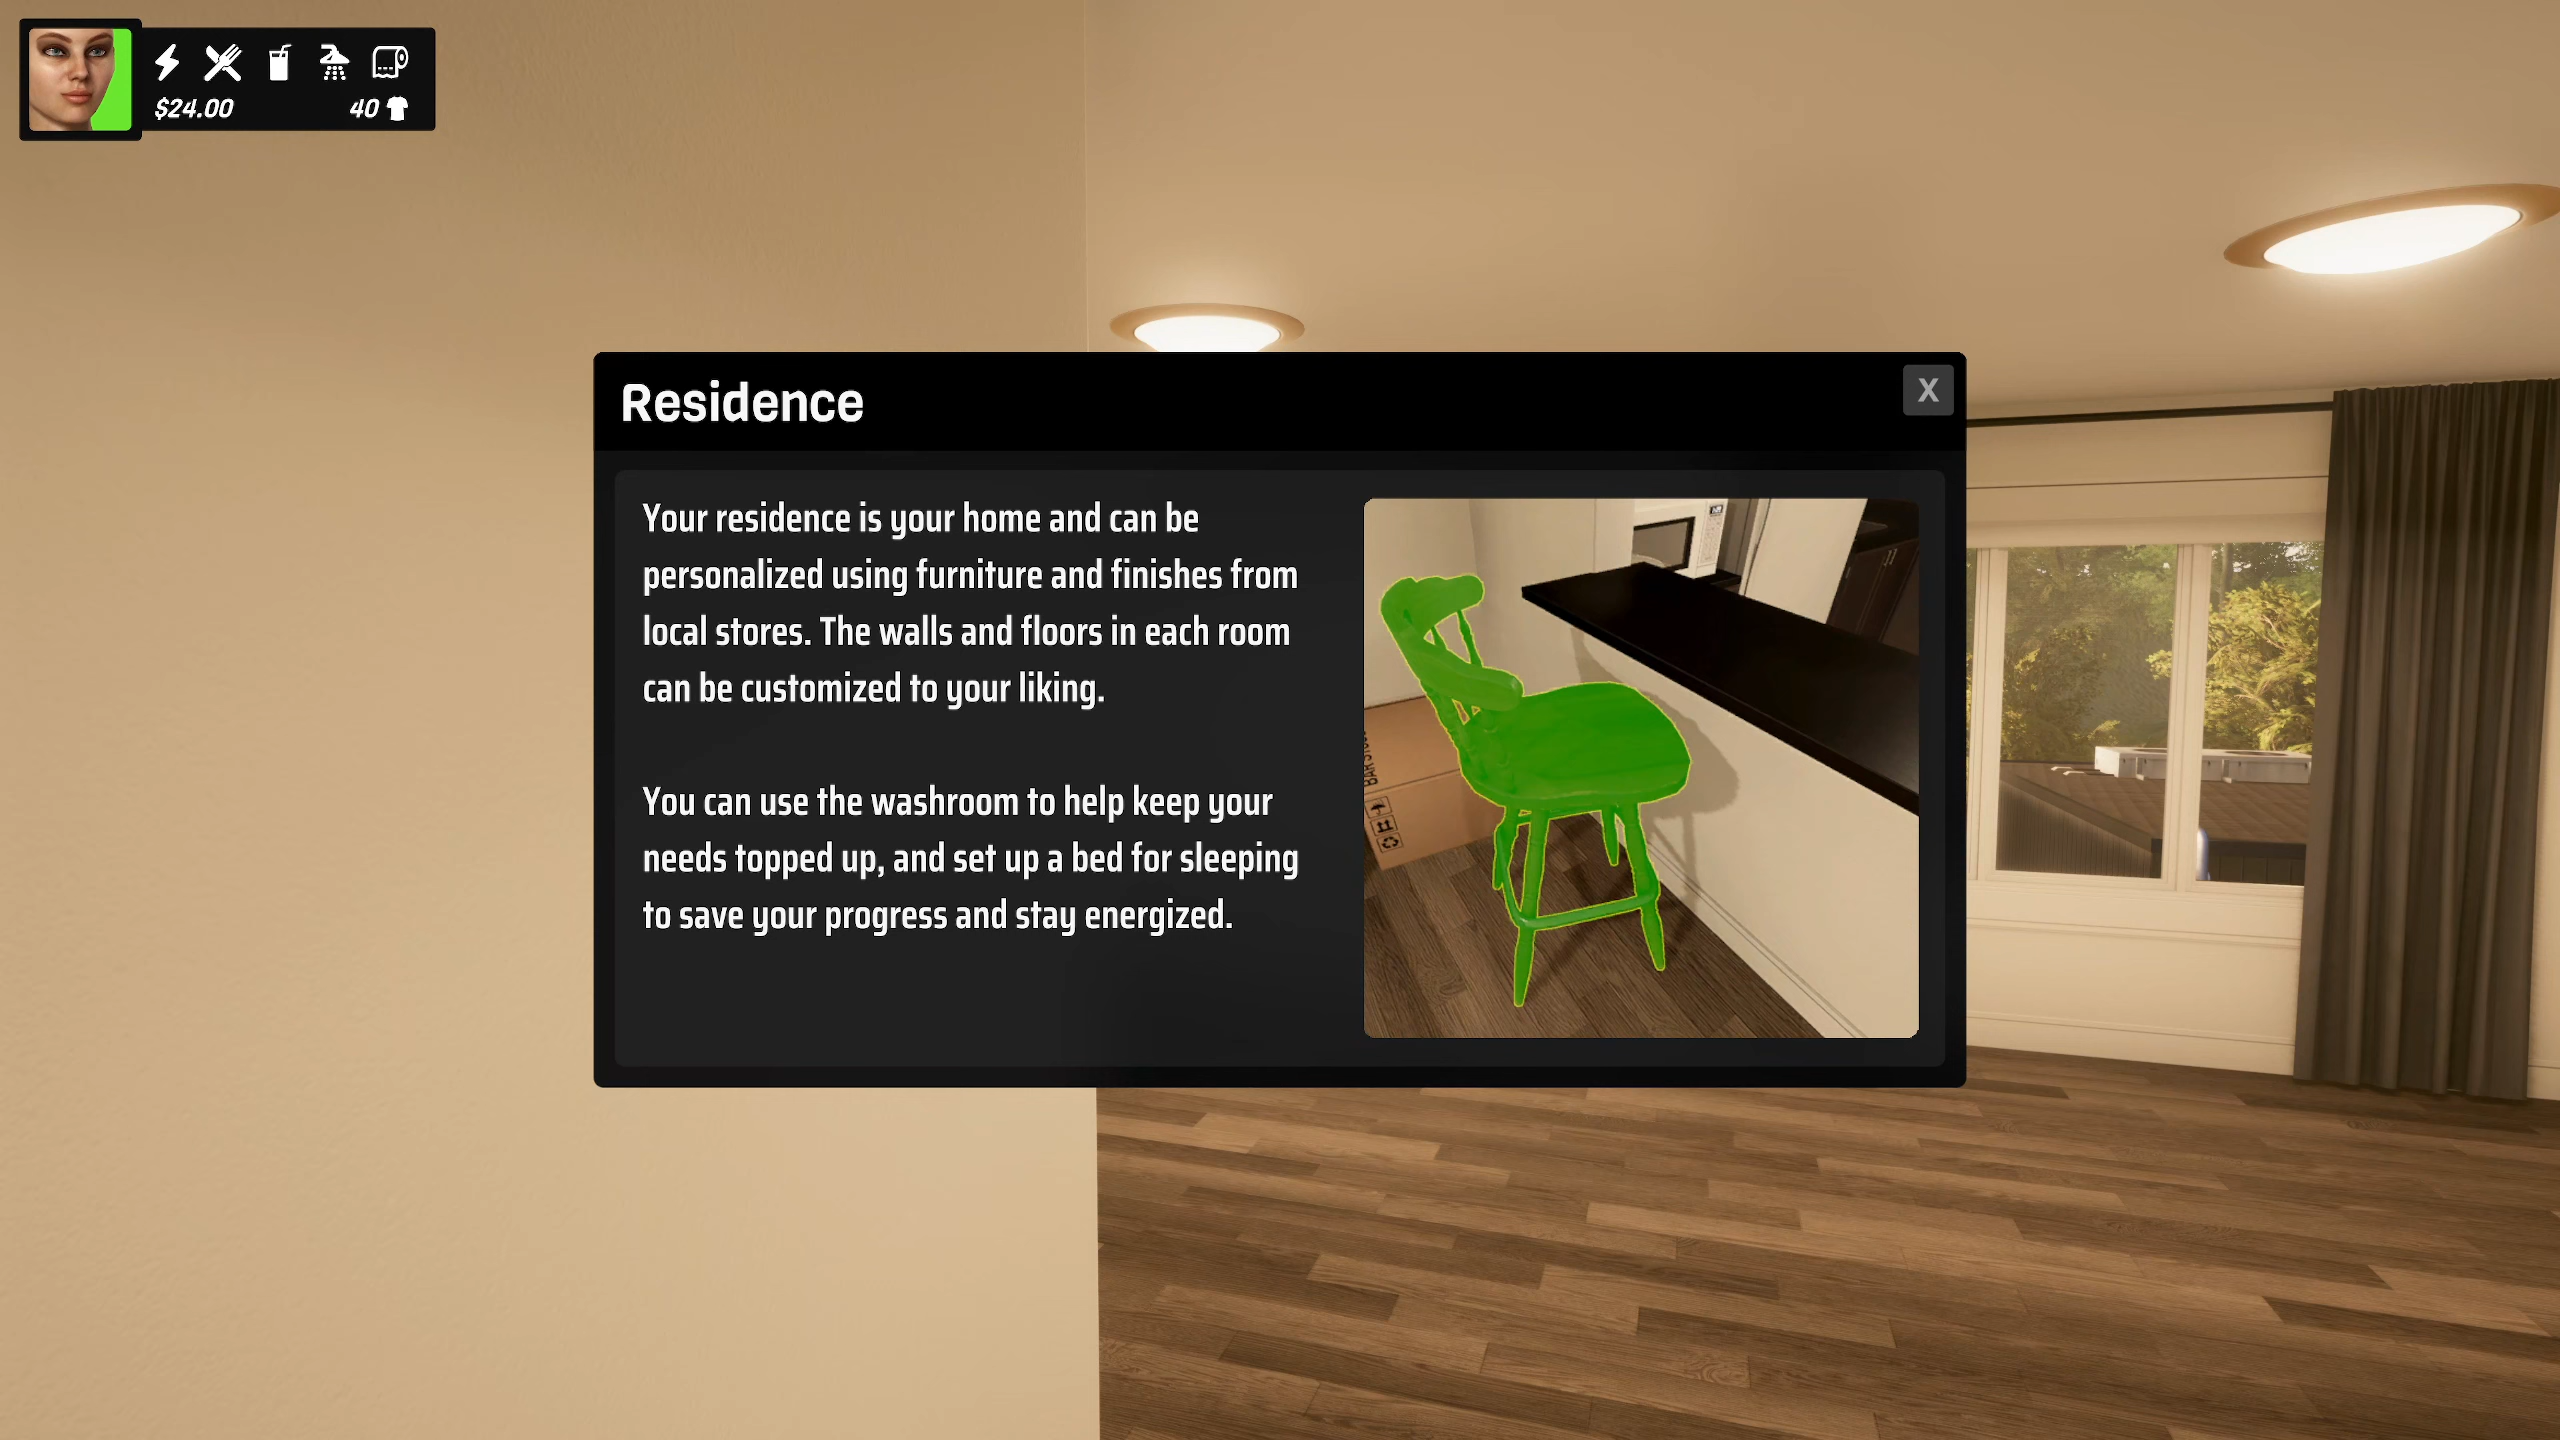 $24.00 40
Residence
X
Your residence is your home and can be
personalized using furniture and finishes from
local stores. The walls and floors in each room
can be customized to your liking.
You can use the washroom to help keep your
needs topped up, and set up a bed for sleeping
to save your progress and stay energized.